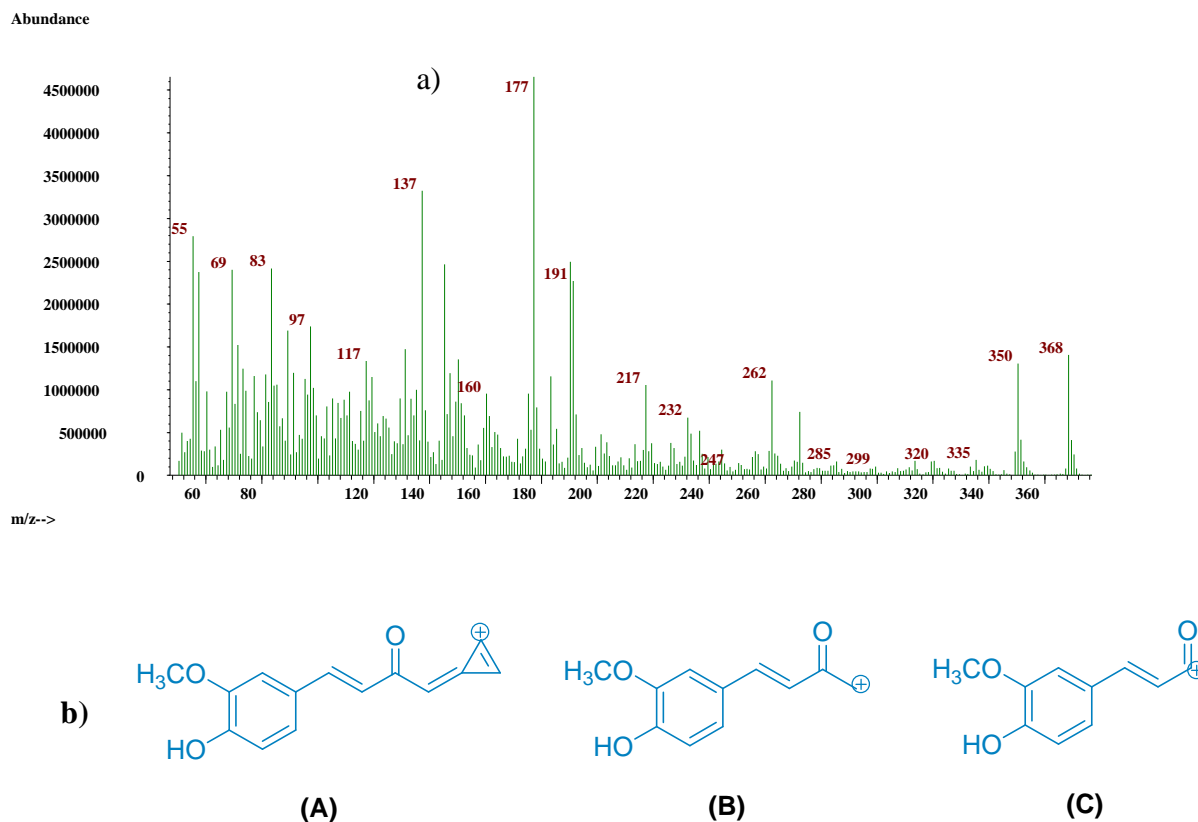 Abundance
a)
4500000
4000000
3500000
3000000
2500000
2000000
1500000
1000000
500000
0
177
137
55
69
83
191
97
117
160
217
232
247
262
285
299
320
335
350
368
60 80 100 120 140 160 180 200 220 240 260 280 300 320 340 360
m/z-->
b)
O
H3CO
HO
(A)
O
H3CO
HO
(B)
O
H3CO
HO
(C)